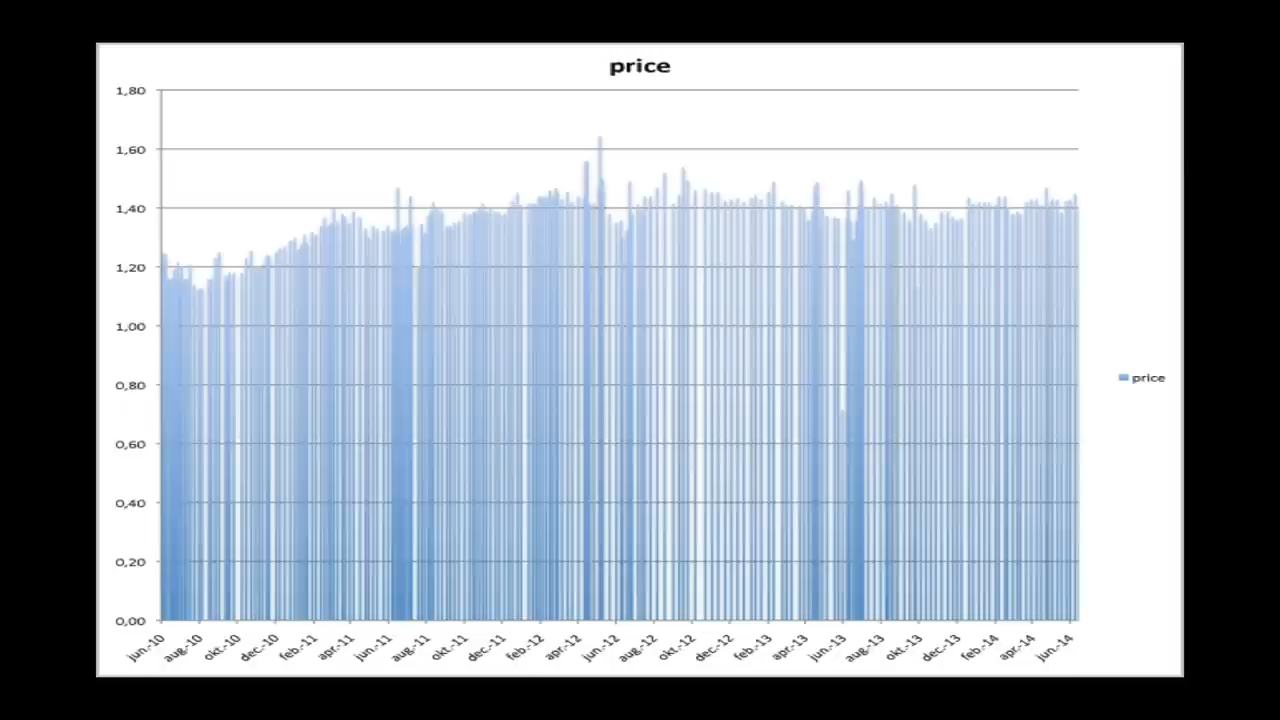 price
1,80
1,60
1,40
1,20
1,00
0,80
0,60
0,40
0,20
0,00
price
jun.-10
aug.-10
okt.-10
dec.-10
feb.-11
apr.-11
jun.-11
aug.-11
okt.-11
dec.-11
feb.-12
apr.-12
jun.-12
aug.-12
okt.-12
dec.-12
feb.-13
apr.-13
jun.-13
aug.-13
okt.-13
dec.-13
feb.-14
apr.-14
jun.-14